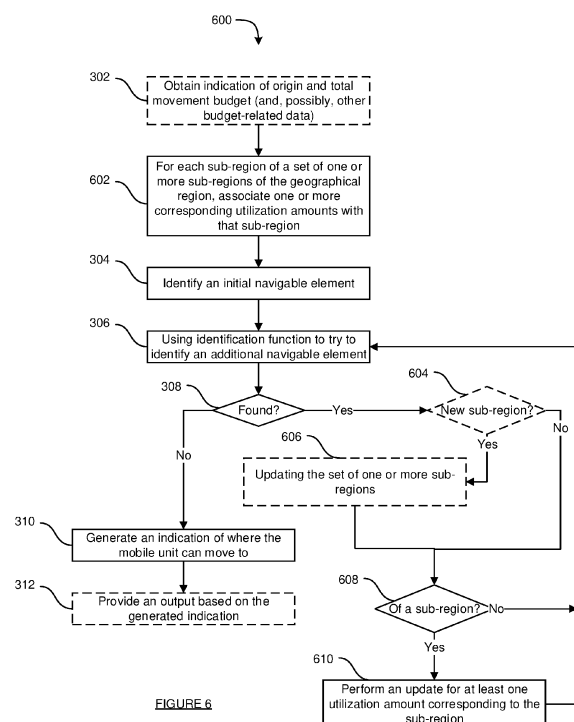 600
302
Obtain indication of origin and total
movement budget (and, possibly, other
budget-related data)
602
For each sub-region of a set of one or
more sub-regions of the geographical
region, associate one or more
corresponding utilization amounts with
that sub-region
304
Identify an initial navigable element
306
Using identification function to try to
identify an additional navigable element
308
Found?
Yes
604
New sub-region?
No
Yes
606
Updating the set of one or more sub-
regions
No
310
Generate an indication of where the
mobile unit can move to
312
Provide an output based on the
generated indication
608
Of a sub-region?
No
Yes
610
Perform an update for at least one
utilization amount corresponding to the
sub-region
FIGURE 6